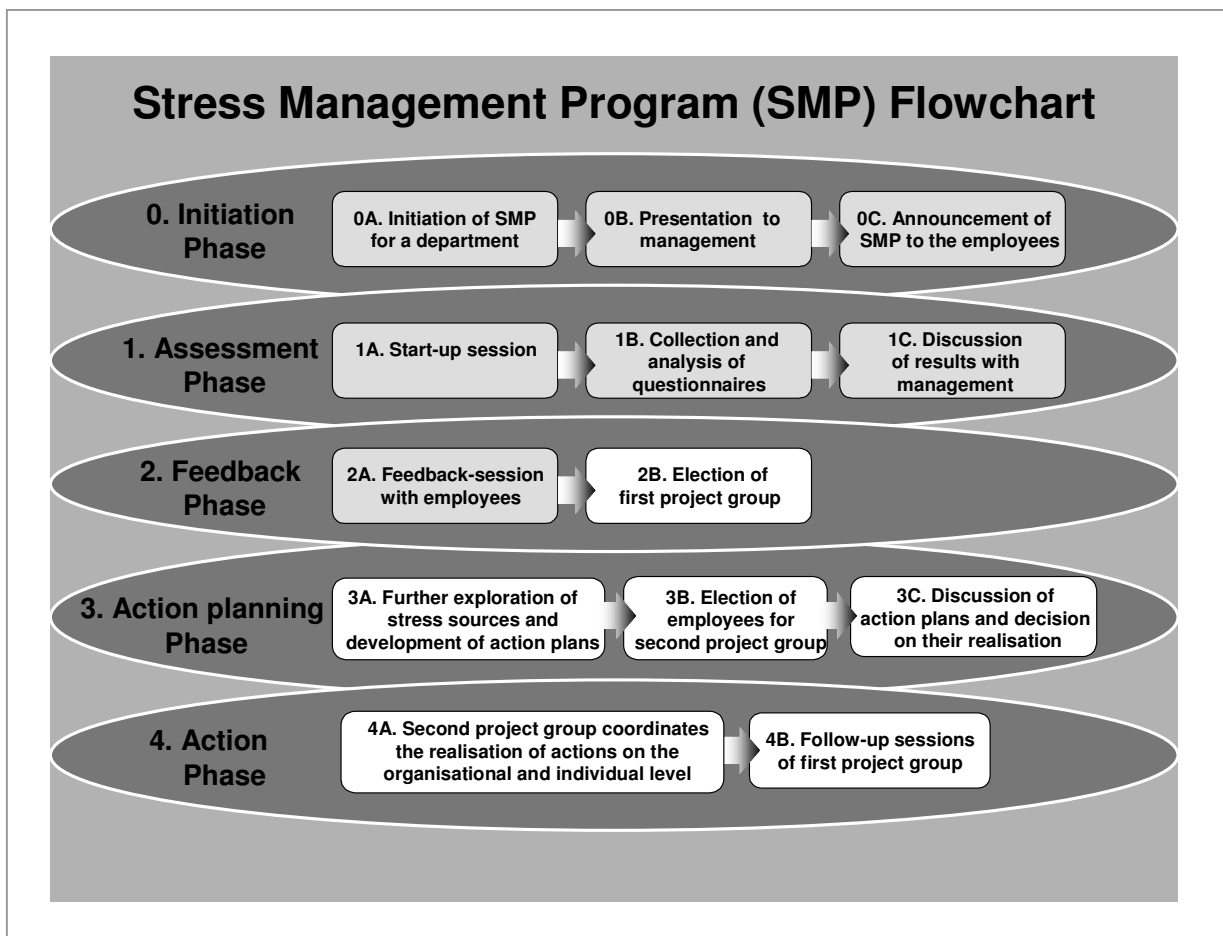 Stress Management Program (SMP) Flowchart
0. Initiation
Phase
0A. Initiation of SMP
for a department
0B. Presentation to
management
0C. Announcement of
SMP to the employees
1. Assessment
Phase
1A. Start-up session
1B. Collection and
analysis of
questionnaires
1C. Discussion
of results with
management
2. Feedback
Phase
2A. Feedback-session
with employees
2B. Election of
first project group
3. Action planning
Phase
3A. Further exploration of
stress sources and
development of action plans
3B. Election of
employees for
second project group
3C. Discussion of
action plans and decision
on their realisation
4. Action
Phase
4A. Second project group coordinates
the realisation of actions on the
organisational and individual level
4B. Follow-up sessions
of first project group